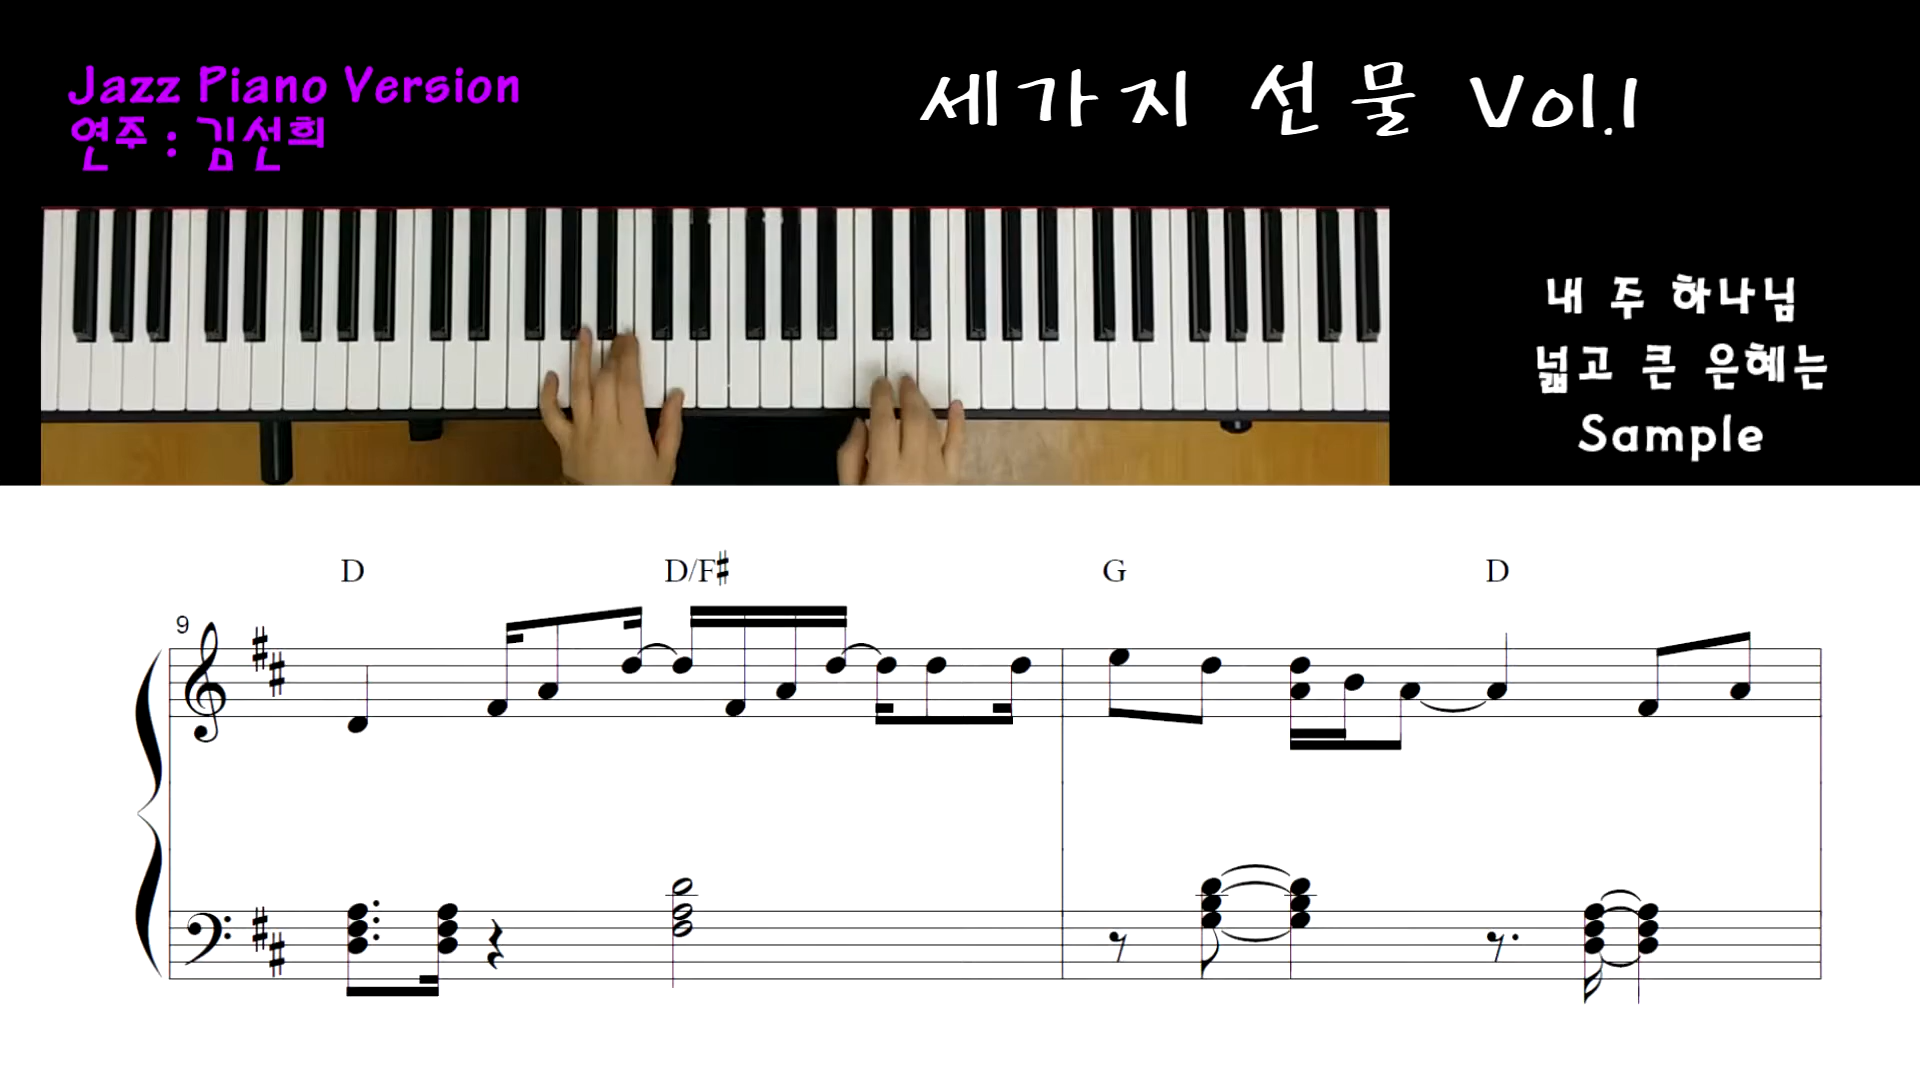 Jazz Piano Version
연주 : 김선희
세가지 선물 Vol.1
내 주 하나님
넓고 큰 은혜는
Sample
D D/F# G D
9